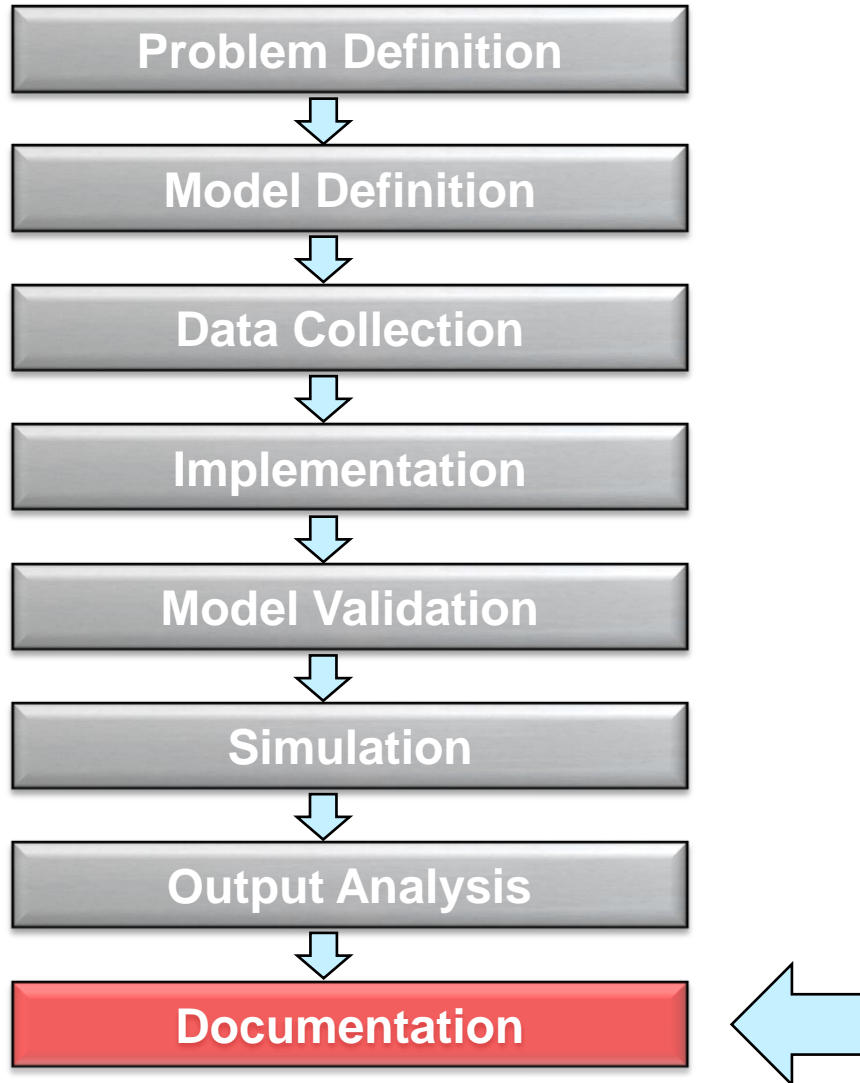 Problem Definition
Model Definition
Data Collection
Implementation
Model Validation
Simulation
Output Analysis
Documentation